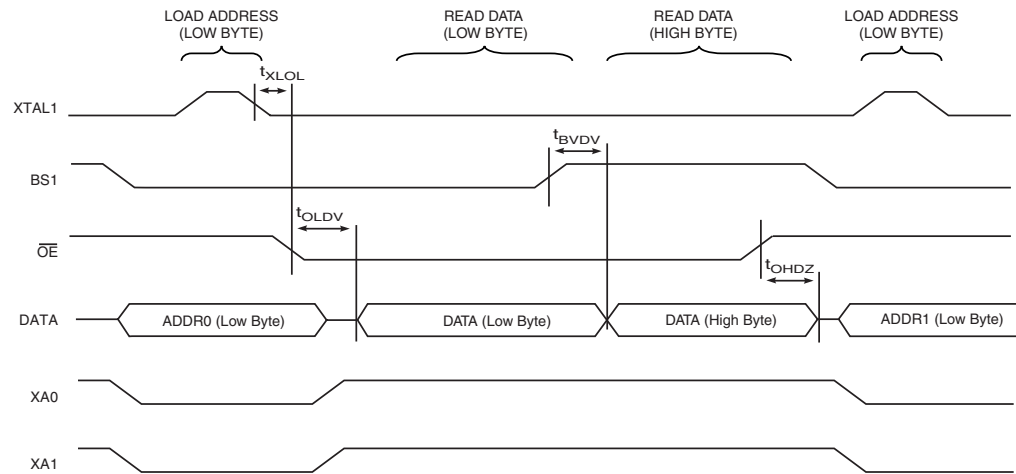 LOAD ADDRESS
(LOW BYTE)
READ DATA
(LOW BYTE)
READ DATA
(HIGH BYTE)
LOAD ADDRESS
(LOW BYTE)
tXLOL
XTAL1
tBVDV
BS1
tOLDV
OE
tOHDZ
DATA
ADDR0 (Low Byte)
DATA (Low Byte)
DATA (High Byte)
ADDR1 (Low Byte)
XA0
XA1